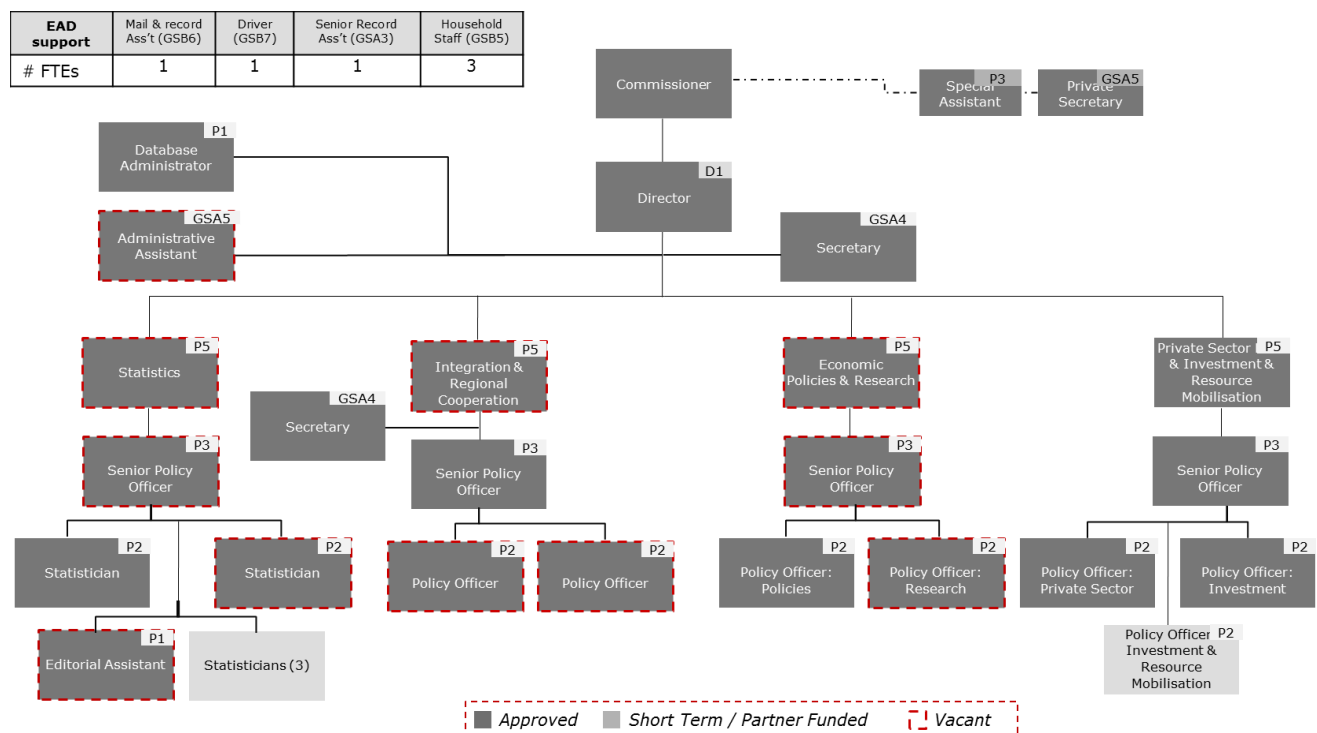 EAD support
Mail & record Ass't (GSB6)
Driver (GSB7)
Senior Record Ass't (GSA3)
Household Staff (GSB5)
# FTEs
1
1
1
3
Commissioner
P3
Special
Assistant
GSA5
Private
Secretary
P1
Database
Administrator
D1
Director
GSA5
Administrative
Assistant
GSA4
Secretary
P5
Statistics
P5
Integration &
Regional
Cooperation
P5
Economic
Policies & Research
P5
Private Sector
& Investment &
Resource
Mobilisation
GSA4
Secretary
P3
Senior Policy
Officer
P3
Senior Policy
Officer
P3
Senior Policy
Officer
P3
Senior Policy
Officer
P2
Statistician
P2
Statistician
P2
Policy Officer
P2
Policy Officer
P2
Policy Officer:
Policies
P2
Policy Officer:
Research
P2
Policy Officer:
Private Sector
P2
Policy Officer:
Investment
P1
Editorial Assistant
Statisticians (3)
P2
Policy Officer
Investment &
Resource
Mobilisation
Approved
Short Term / Partner Funded
Vacant